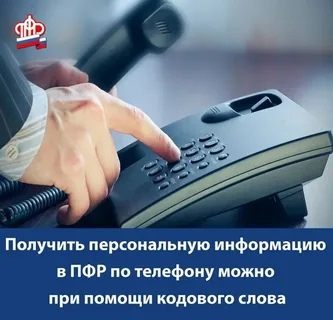 Получить персональную информацию
в ПФР по телефону можно
при помощи кодового слова